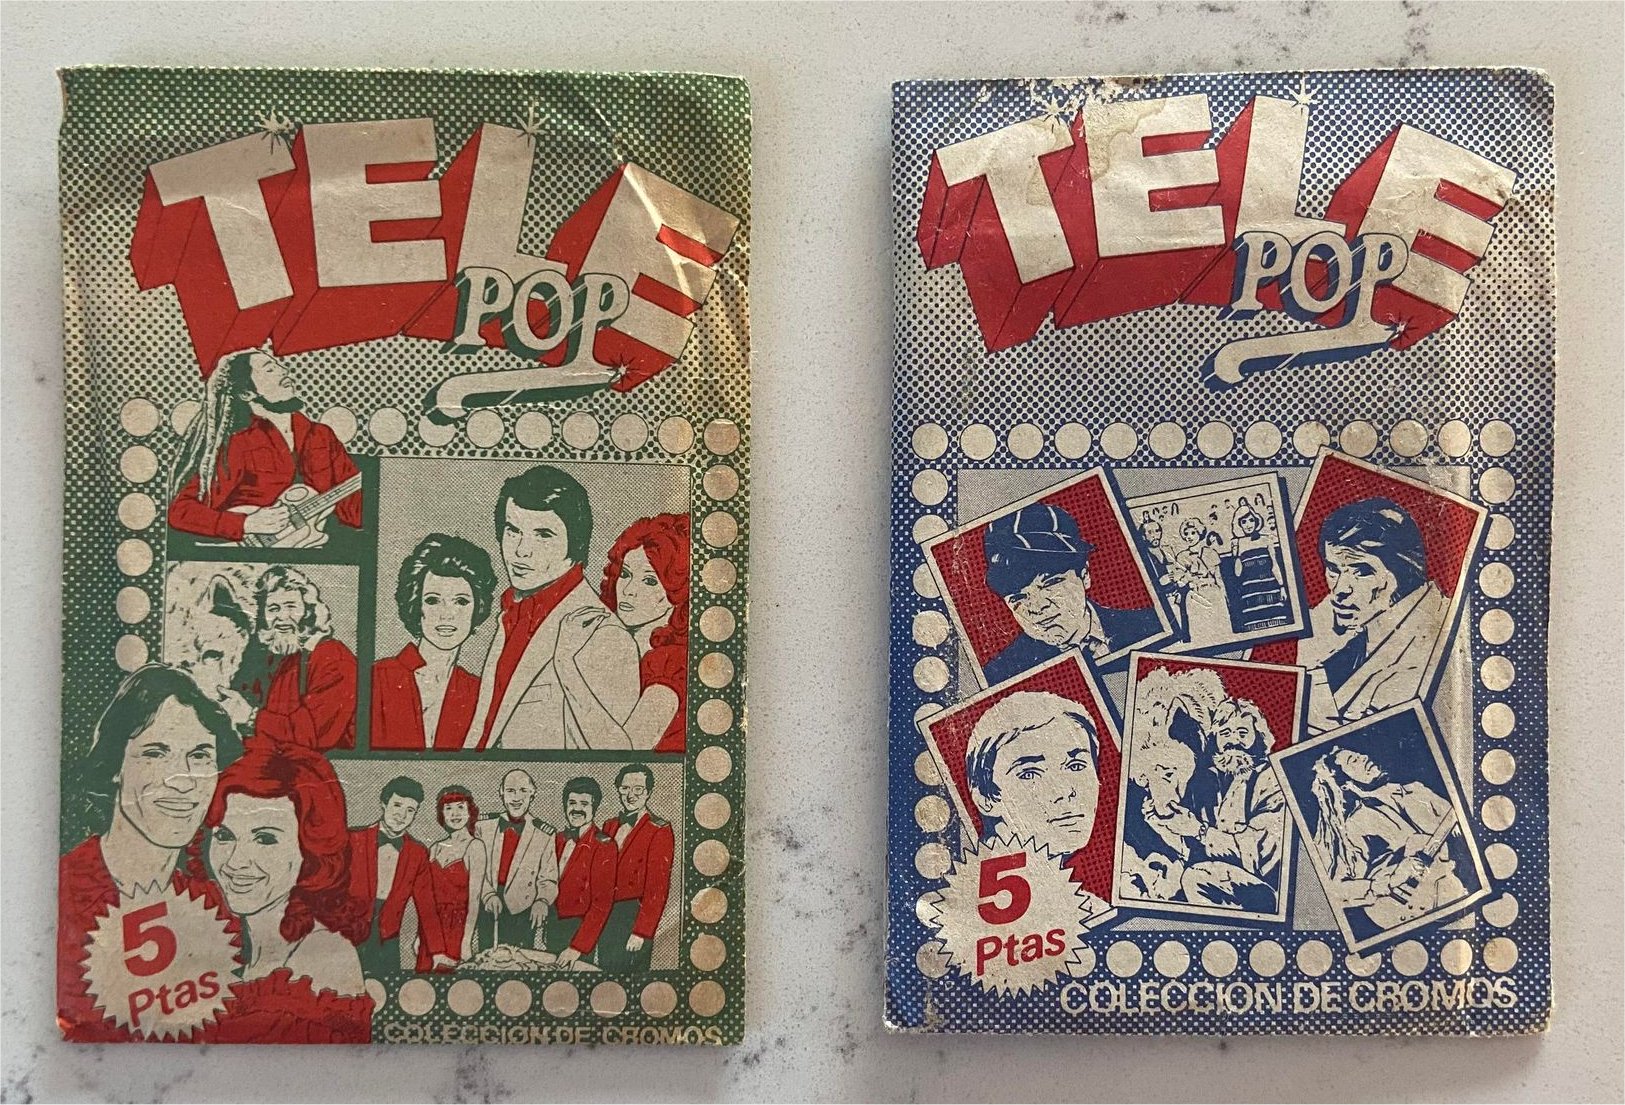 TELE
POP
5
Ptas
COLECCION DE CROMOS
TELE
POP
5
Ptas
COLECCION DE CROMOS